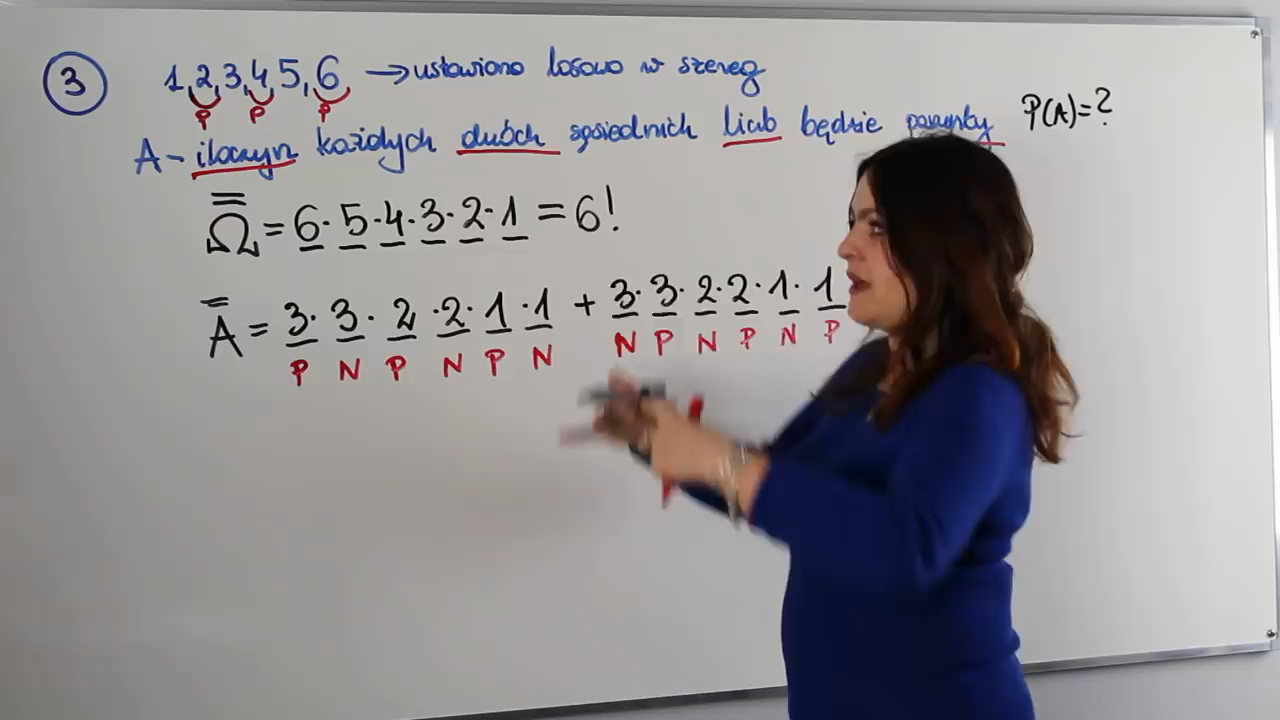 3 1,2,3,4,5,6 → ustawiono losowo w szereg
P P P
A - iloczyn każdych dwóch sąsiednich liczb będzie parzysty P(A)=?
Ω = 6·5·4·3·2·1 = 6!
A = 3·3·2·2·1·1 + 3·3·2·2·1·1
P N P N P N N P N P N P